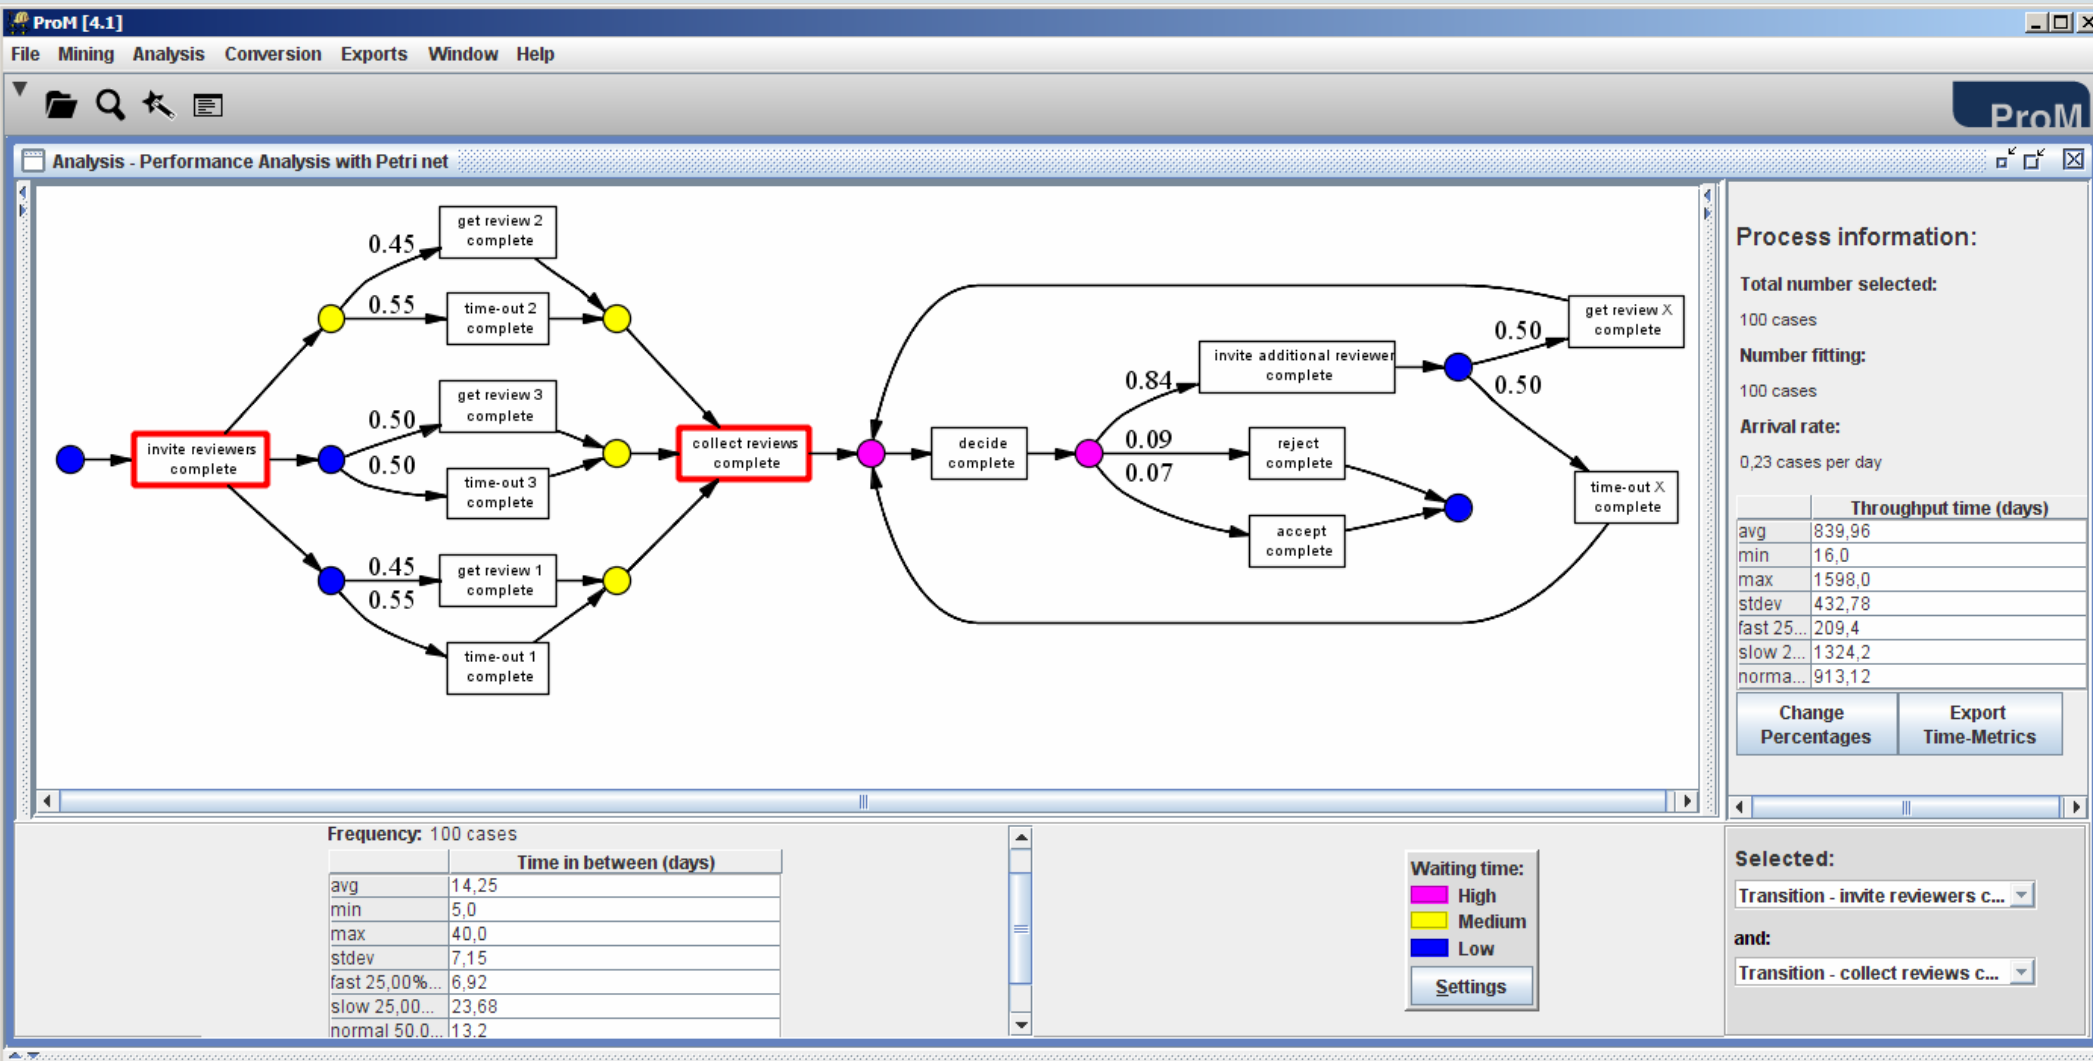 ProM [4.1]
File Mining Analysis Conversion Exports Window Help
ProM
Analysis - Performance Analysis with Petri net
get review 2
complete
0.45
0.55
time-out 2
complete
get review 3
complete
0.50
0.50
time-out 3
complete
get review 1
complete
0.45
0.55
time-out 1
complete
invite reviewers
complete
collect reviews
complete
decide
complete
0.84
0.09
0.07
invite additional reviewer
complete
reject
complete
accept
complete
0.50
0.50
get review X
complete
time-out X
complete
Process information:
Total number selected:
100 cases
Number fitting:
100 cases
Arrival rate:
0,23 cases per day
Throughput time (days)
avg 839,96
min 16,0
max 1598,0
stdev 432,78
fast 25... 209,4
slow 2... 1324,2
norma... 913,12
Change Percentages
Export Time-Metrics
Frequency: 100 cases
Time in between (days)
avg 14,25
min 5,0
max 40,0
stdev 7,15
fast 25,00%... 6,92
slow 25,00... 23,68
normal 50,0... 13,2
Waiting time:
High
Medium
Low
Settings
Selected:
Transition - invite reviewers c...
and:
Transition - collect reviews c...